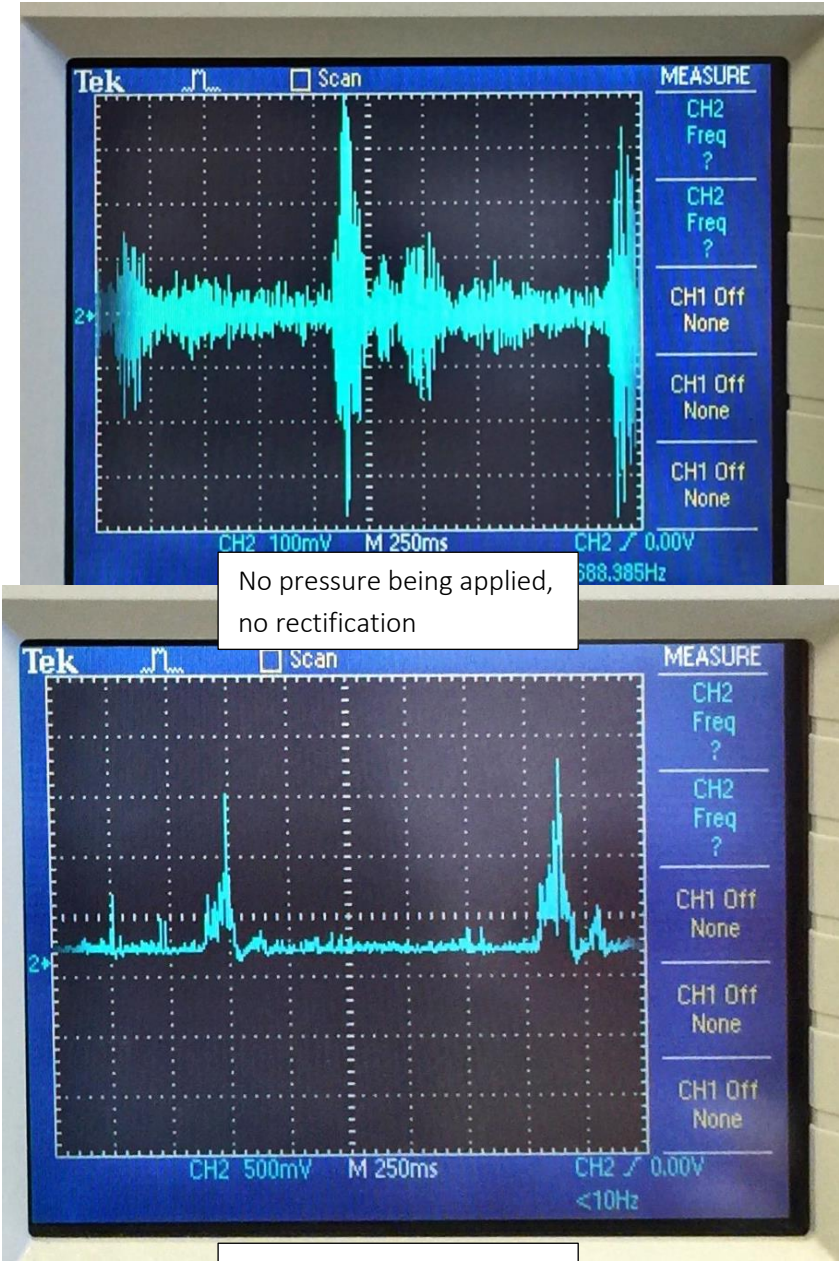 Tek
Scan
MEASURE
CH2
Freq
?
CH2
Freq
?
CH1 Off
None
CH1 Off
None
CH1 Off
None
2
CH2 100mV M 250ms CH2 0.00V
688.985Hz
No pressure being applied,
no rectification
Tek
Scan
MEASURE
CH2
Freq
?
CH2
Freq
?
CH1 Off
None
CH1 Off
None
CH1 Off
None
2
CH2 500mV M 250ms CH2 0.00V
<10Hz